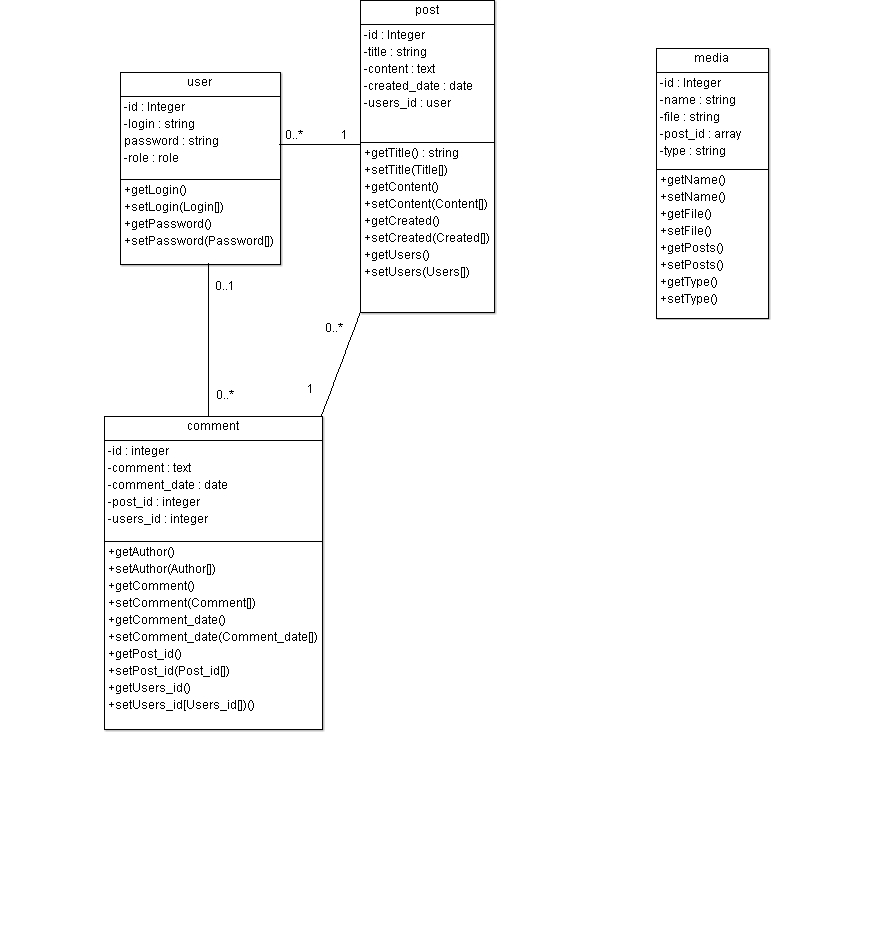 post
-id : Integer
-title : string
-content : text
-created_date : date
-users_id : user
+getTitle() : string
+setTitle(Title[])
+getContent()
+setContent(Content[])
+getCreated()
+setCreated(Created[])
+getUsers()
+setUsers(Users[])
media
-id : Integer
-name : string
-file : string
-post_id : array
-type : string
+getName()
+setName()
+getFile()
+setFile()
+getPosts()
+setPosts()
+getType()
+setType()
user
-id : Integer
-login : string
password : string
-role : role
+getLogin()
+setLogin(Login[])
+getPassword()
+setPassword(Password[])
0..*
1
0..1
0..*
0..*
1
comment
-id : integer
-comment : text
-comment_date : date
-post_id : integer
-users_id : integer
+getAuthor()
+setAuthor(Author[])
+getComment()
+setComment(Comment[])
+getComment_date()
+setComment_date(Comment_date[])
+getPost_id()
+setPost_id(Post_id[])
+getUsers_id()
+setUsers_id[Users_id[])()